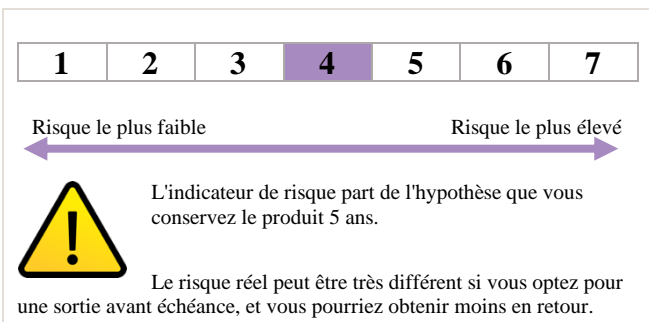 1 2 3 4 5 6 7
Risque le plus faible Risque le plus élevé
L'indicateur de risque part de l'hypothèse que vous
conservez le produit 5 ans.
Le risque réel peut être très différent si vous optez pour
une sortie avant échéance, et vous pourriez obtenir moins en retour.